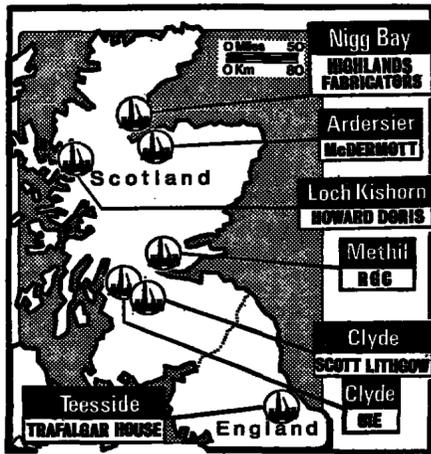 0 Miles 50
0 Km 80
Nigg Bay
HIGHLANDS
FABRICATORS
Ardersier
McDERMOTT
Scotland
Loch Kishorn
HOWARD DORIS
Methil
RGC
Clyde
SCOTT LITHGOW
Clyde
Teesside
TRAFALGAR HOUSE
England